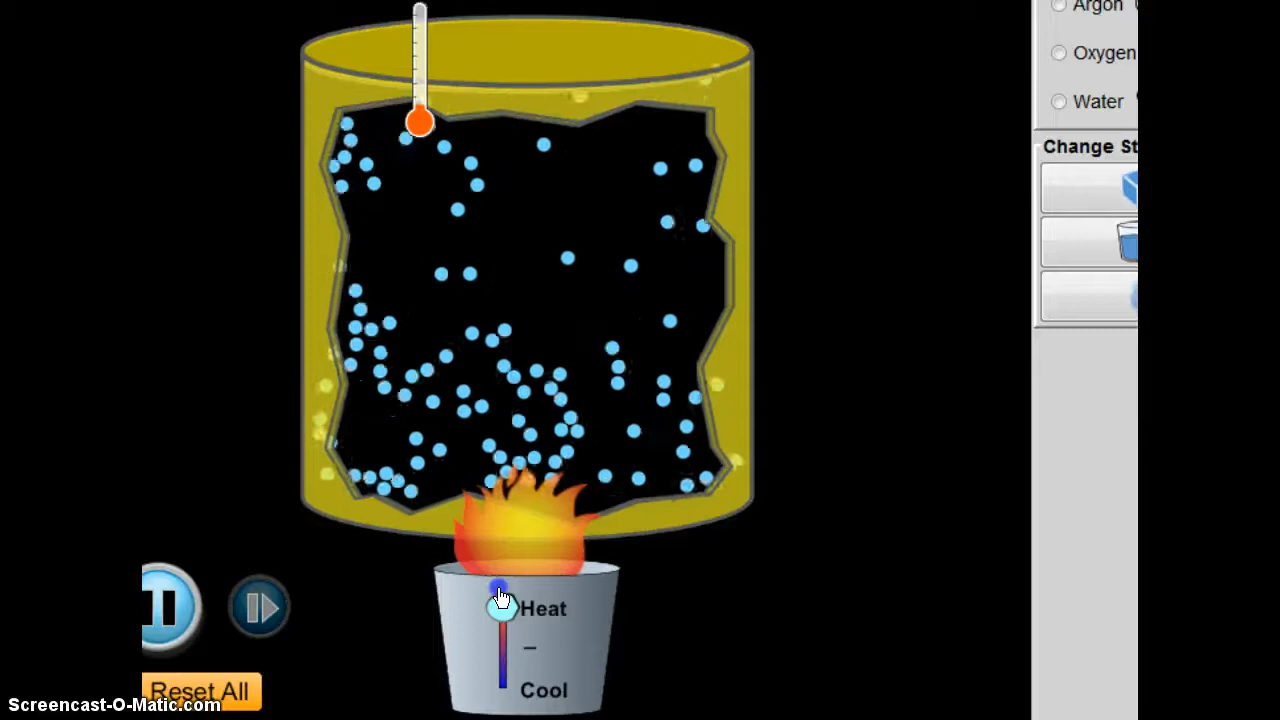 Argon
Oxygen
Water
Change St
Heat
–
Cool
Reset All
Screencast-O-Matic.com